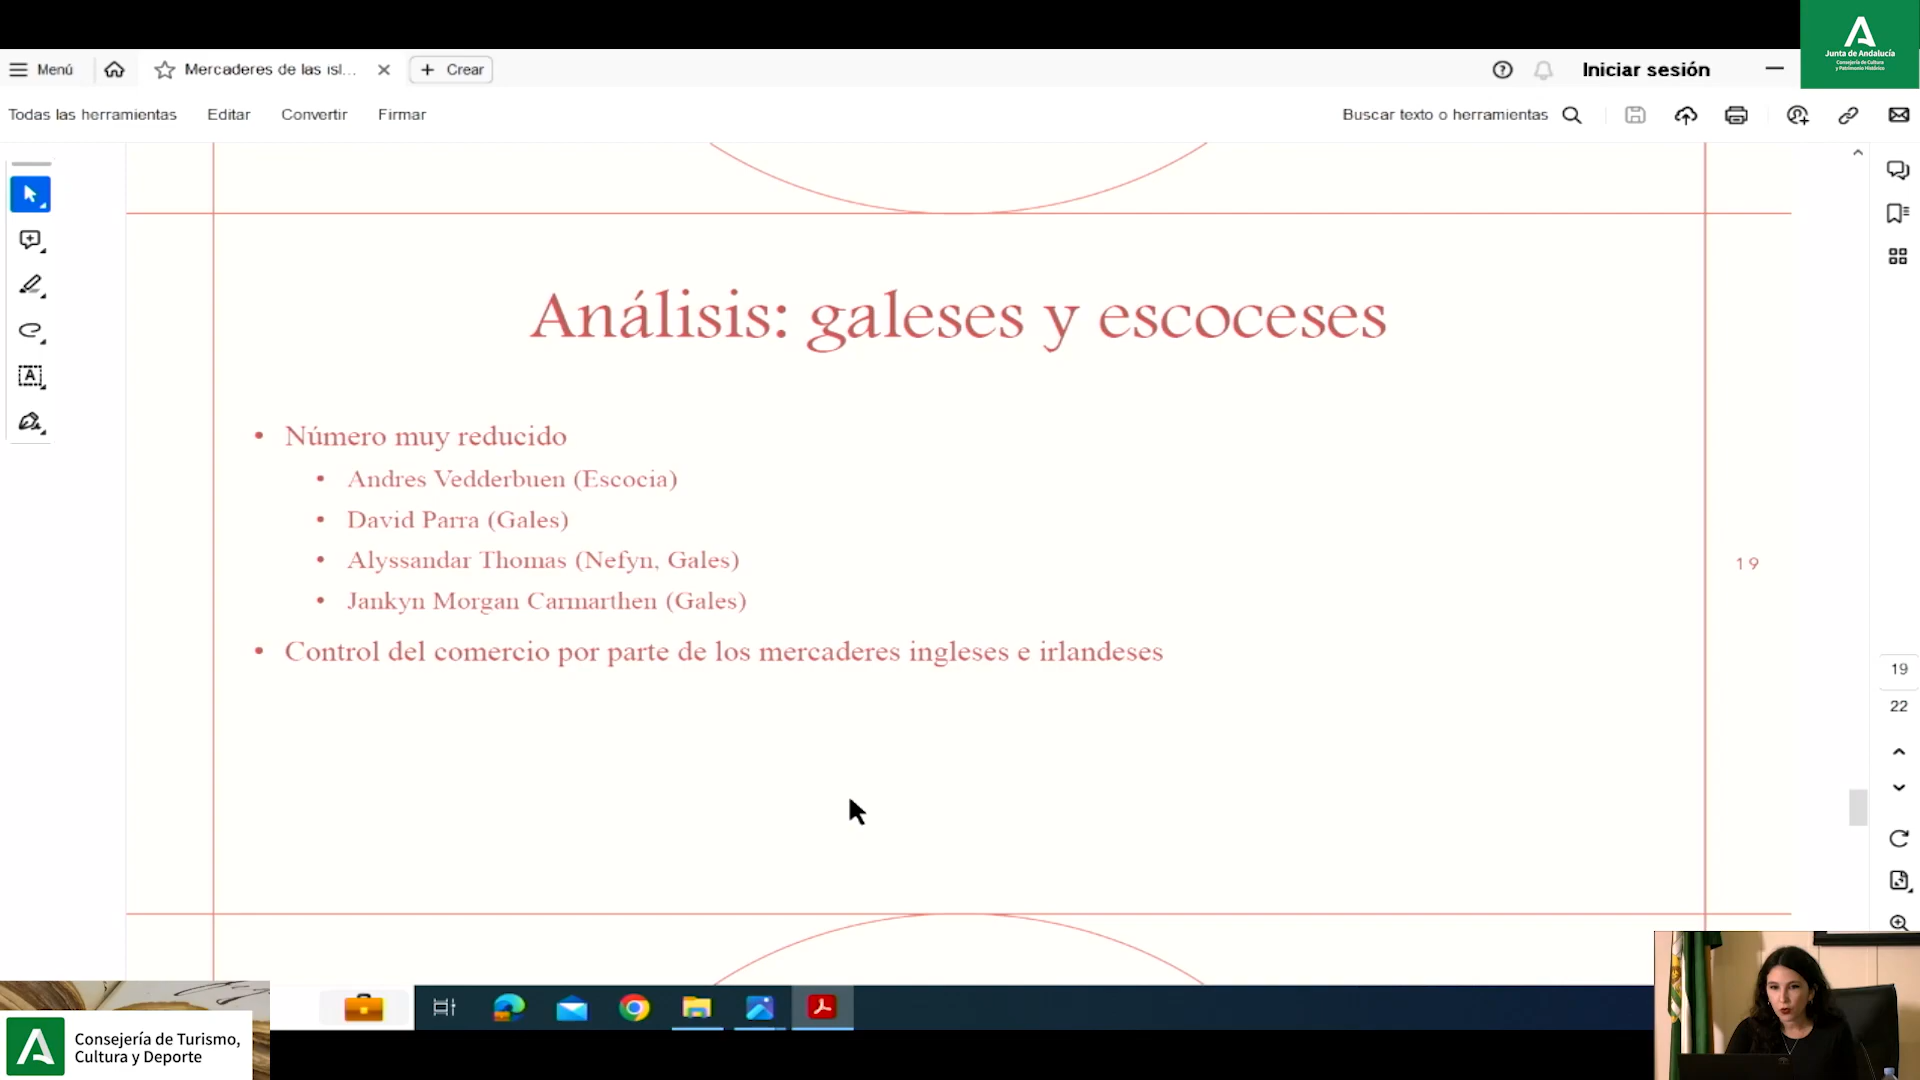 Junta de Andalucía
Consejería de Cultura
y Patrimonio Histórico
Menú
Mercaderes de las isl...
Crear
Iniciar sesión
Todas las herramientas
Editar
Convertir
Firmar
Buscar texto o herramientas
Análisis: galeses y escoceses
• Número muy reducido
• Andres Vedderbuen (Escocia)
• David Parra (Gales)
• Alyssandar Thomas (Nefyn, Gales)
• Jankyn Morgan Carmarthen (Gales)
• Control del comercio por parte de los mercaderes ingleses e irlandeses
19
19
22
Consejería de Turismo,
Cultura y Deporte